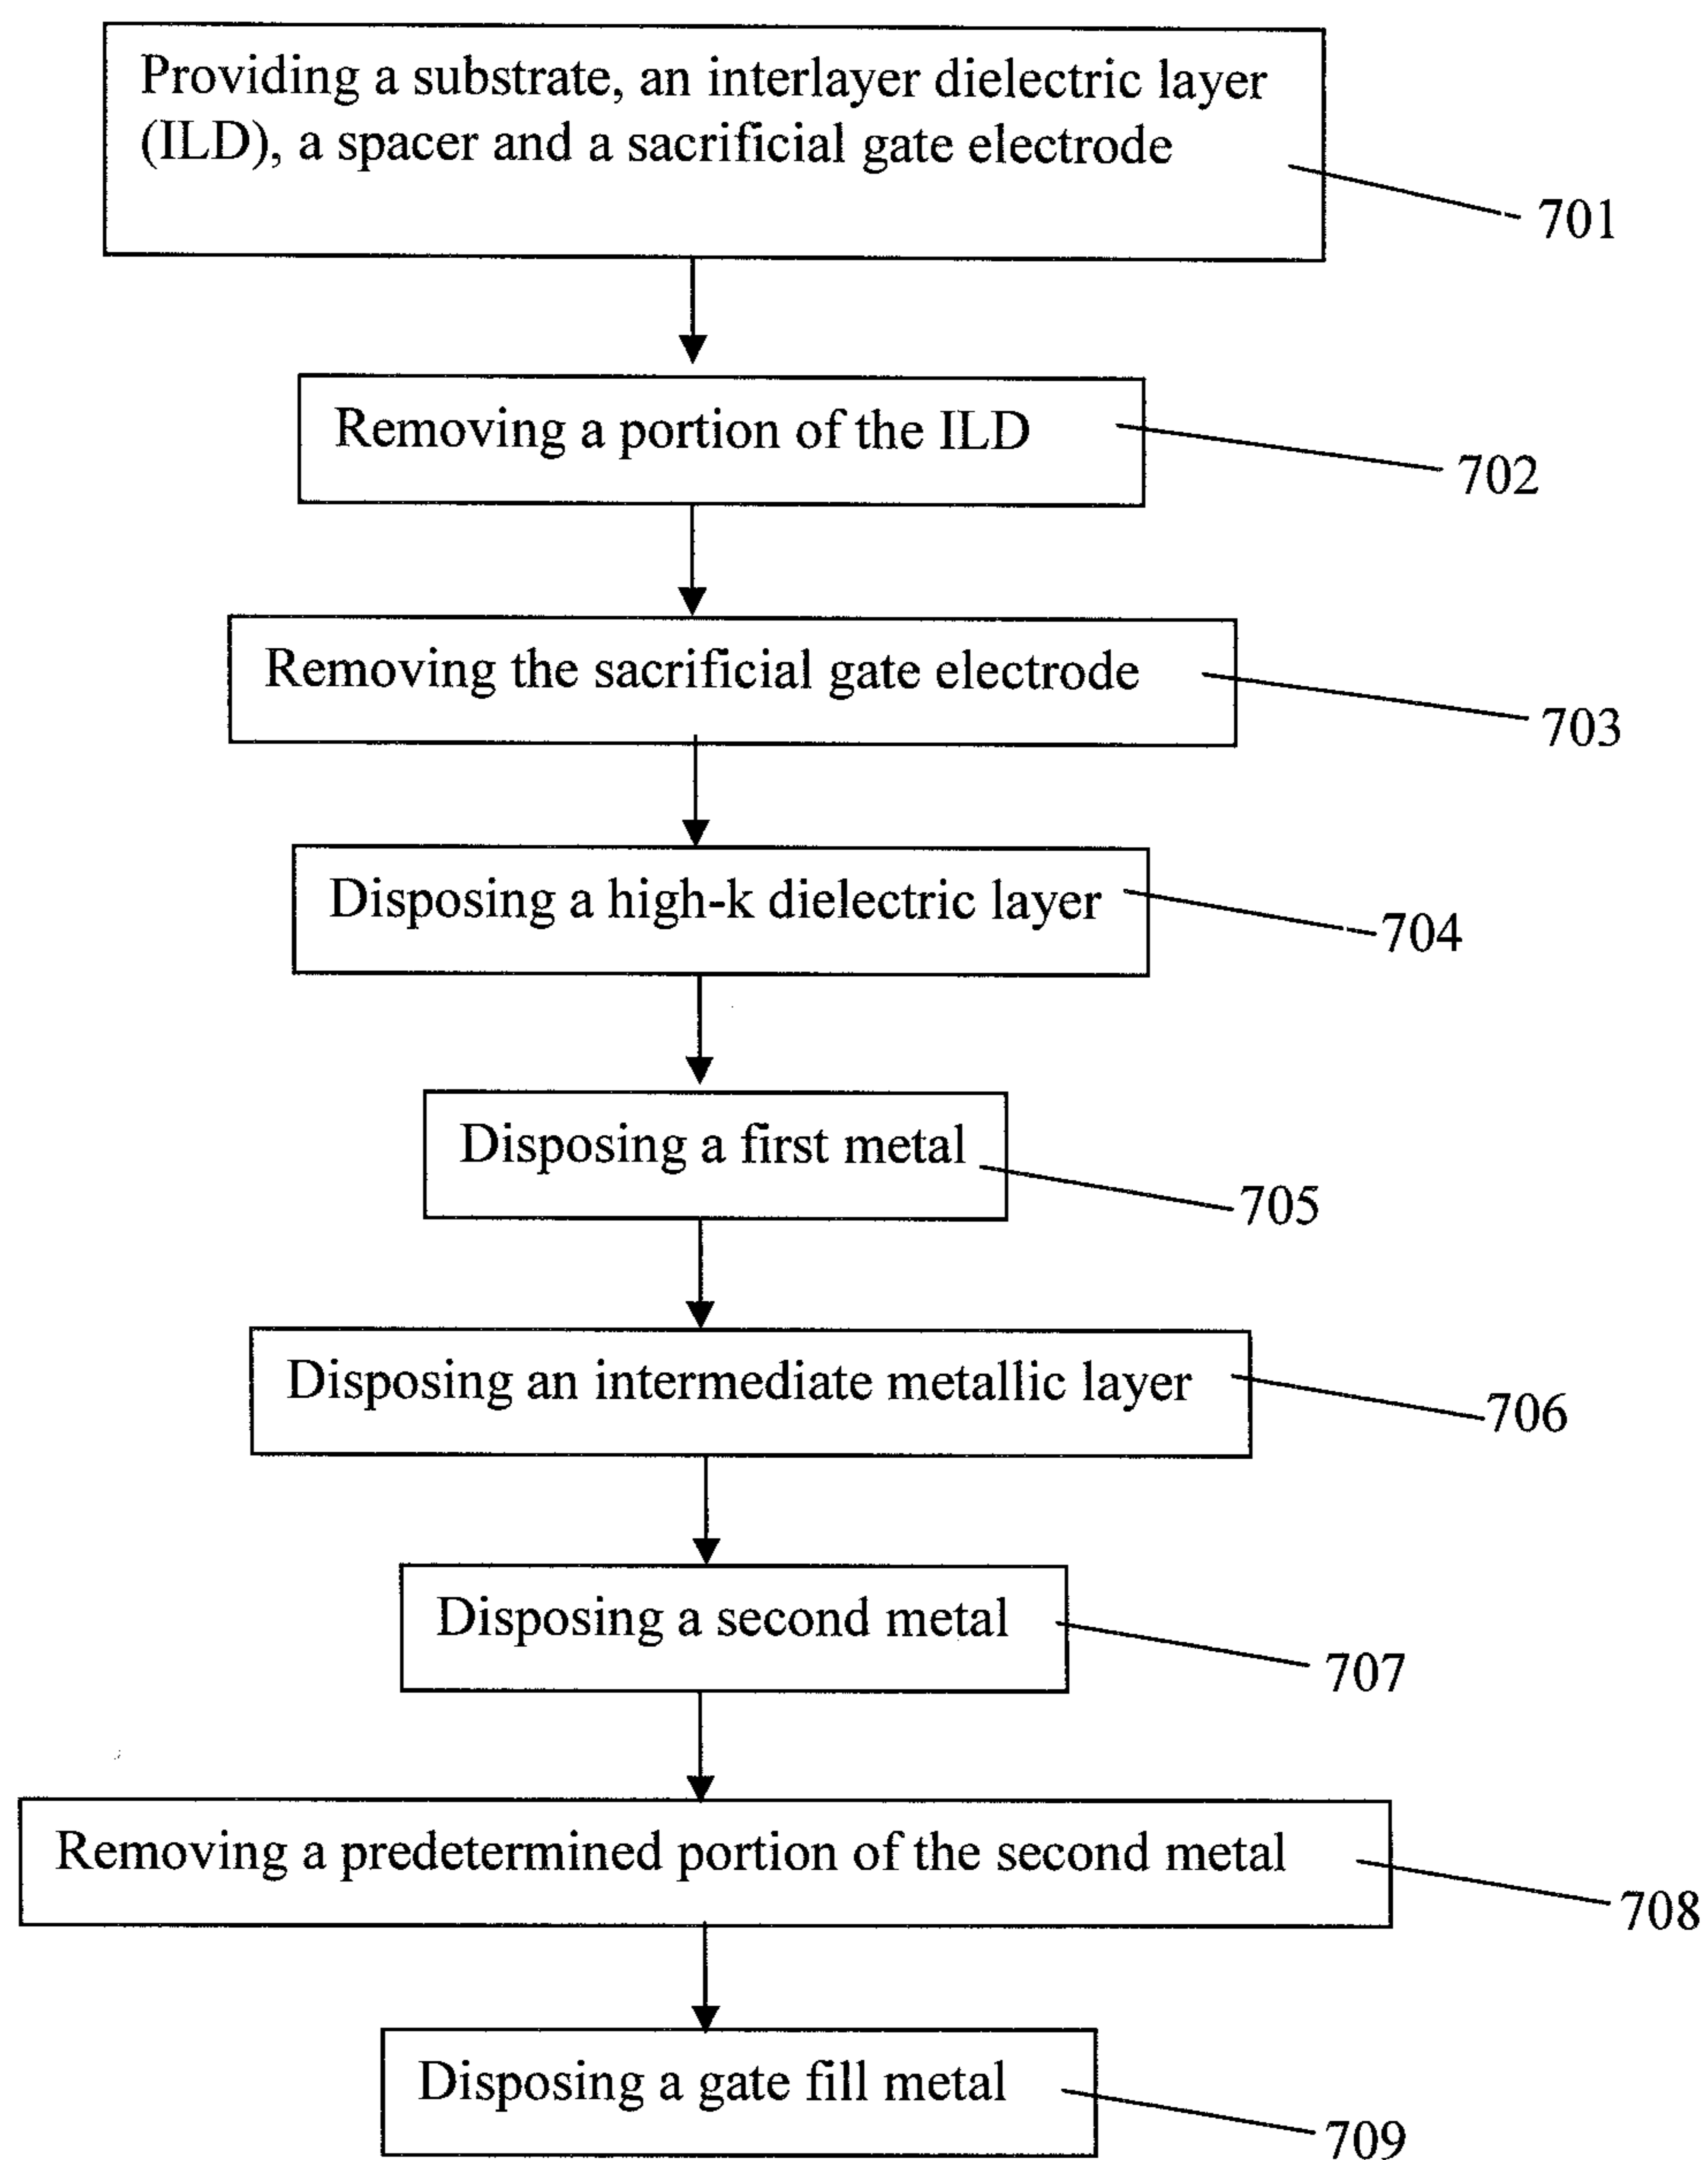 Providing a substrate, an interlayer dielectric layer
(ILD), a spacer and a sacrificial gate electrode
701
Removing a portion of the ILD
702
Removing the sacrificial gate electrode
703
Disposing a high-k dielectric layer
704
Disposing a first metal
705
Disposing an intermediate metallic layer
706
Disposing a second metal
707
Removing a predetermined portion of the second metal
708
Disposing a gate fill metal
709